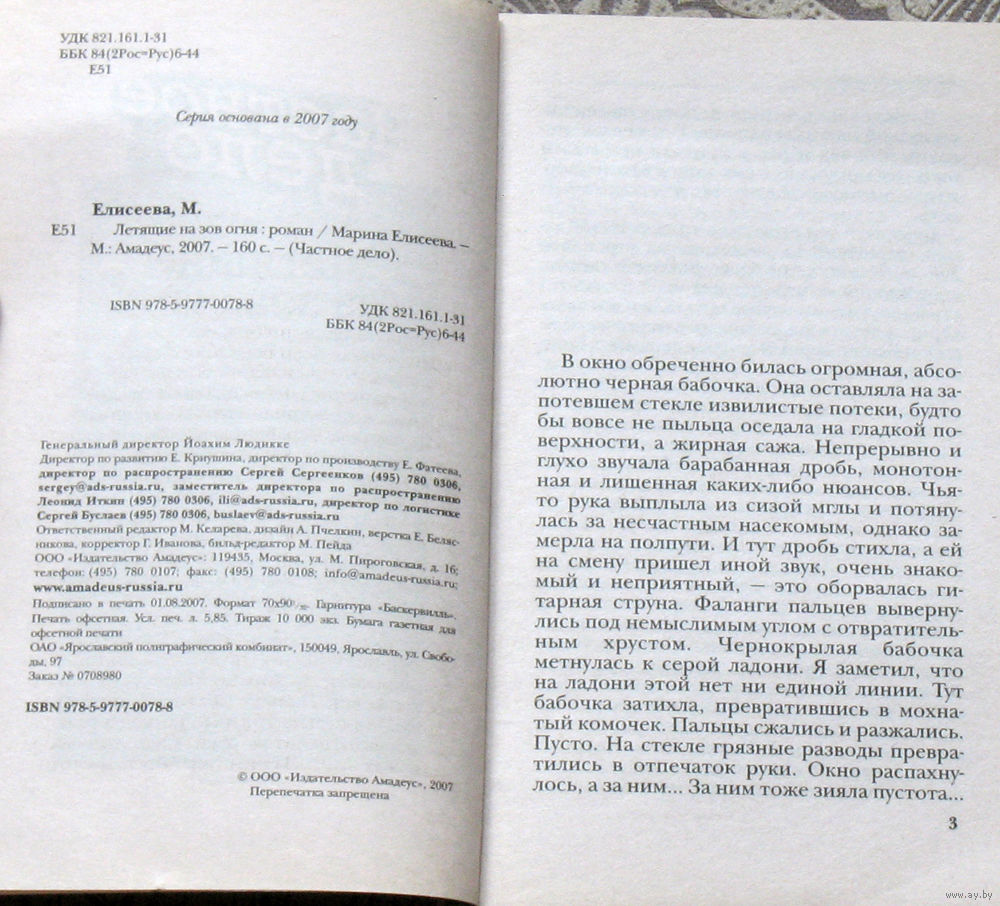 УДК 821.161.1-31
ББК 84(2Рос=Рус)6-44
Е51
Серия основана в 2007 году
Елисеева, М.
Е51 Летящие на зов огня : роман / Марина Елисеева. –
М.: Амадеус, 2007. – 160 с. – (Частное дело).
ISBN 978-5-9777-0078-8
УДК 821.161.1-31
ББК 84(2Рос=Рус)6-44
Генеральный директор Йоахим Людикке
Директор по развитию Е. Криушина, директор по производству Е. Фатеева,
директор по распространению Сергей Сергеенков (495) 780 0306,
sergey@ads-russia.ru, заместитель директора по распространению
Леонид Иткин (495) 780 0306, ili@ads-russia.ru, директор по логистике
Сергей Буслаев (495) 780 0306, buslaev@ads-russia.ru
Ответственный редактор М. Келарева, дизайн А. Пчелкин, верстка Е. Беляс-
никова, корректор Г. Иванова, бильд-редактор М. Пейда
ООО «Издательство Амадеус»: 119435, Москва, ул. М. Пироговская, д. 16;
телефон: (495) 780 0107; факс: (495) 780 0108; info@amadeus-russia.ru;
www.amadeus-russia.ru
Подписано в печать 01.08.2007. Формат 70х90 Гарнитура «Баскервилль».
Печать офсетная. Усл. печ. л. 5,85. Тираж 10 000 экз. Бумага газетная для
офсетной печати
ОАО «Ярославский полиграфический комбинат», 150049, Ярославль, ул. Свобо-
ды, 97
Заказ № 0708980
ISBN 978-5-9777-0078-8
© ООО «Издательство Амадеус», 2007
Перепечатка запрещена
В окно обреченно билась огромная, абсо-
лютно черная бабочка. Она оставляла на за-
потевшем стекле извилистые потеки, будто
бы вовсе не пыльца оседала на гладкой по-
верхности, а жирная сажа. Непрерывно и
глухо звучала барабанная дробь, монотон-
ная и лишенная каких-либо нюансов. Чья-
то рука выплыла из сизой мглы и потяну-
лась за несчастным насекомым, однако за-
мерла на полпути. И тут дробь стихла, а ей
на смену пришел иной звук, очень знако-
мый и неприятный, – это оборвалась ги-
тарная струна. Фаланги пальцев выверну-
лись под немыслимым углом с отвратитель-
ным хрустом. Чернокрылая бабочка
метнулась к серой ладони. Я заметил, что
на ладони этой нет ни единой линии. Тут
бабочка затихла, превратившись в мохна-
тый комочек. Пальцы сжались и разжались.
Пусто. На стекле грязные разводы превра-
тились в отпечаток руки. Окно распахну-
лось, а за ним... За ним тоже зияла пустота...
3
www.ay.by